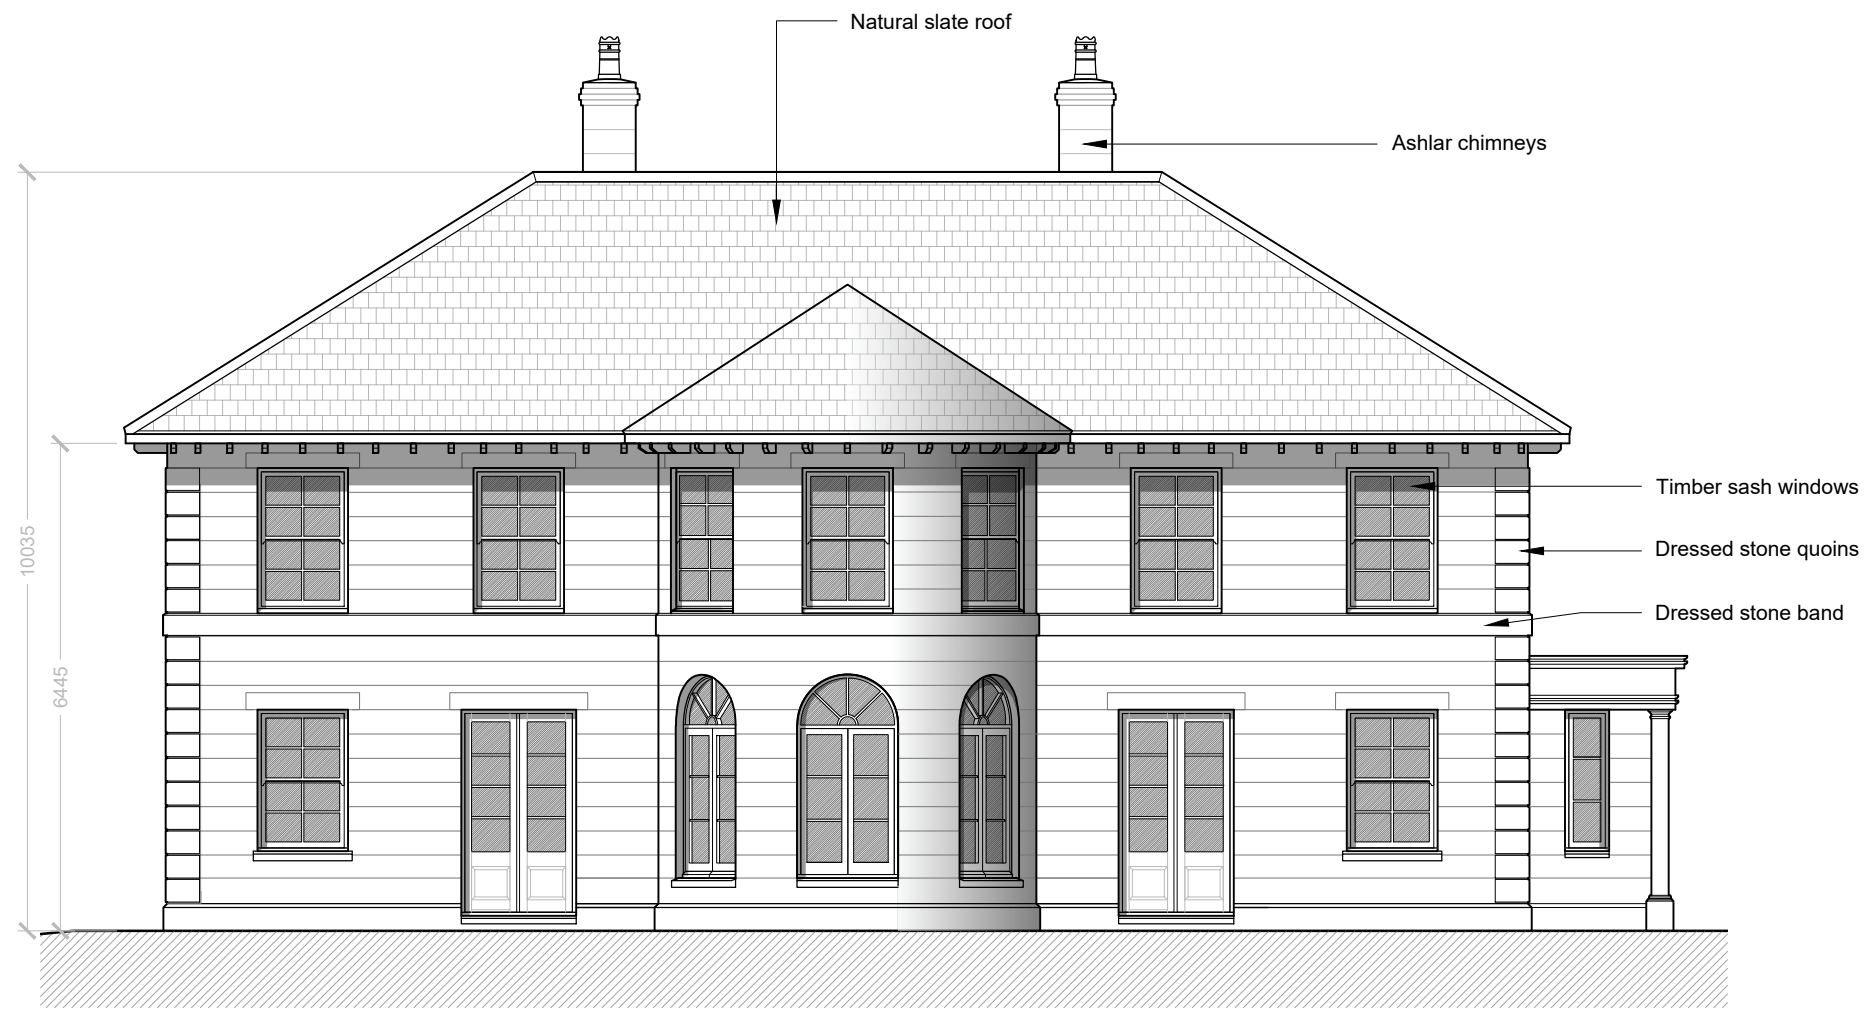 Natural slate roof
Ashlar chimneys
Timber sash windows
Dressed stone quoins
10035
Dressed stone band
6445